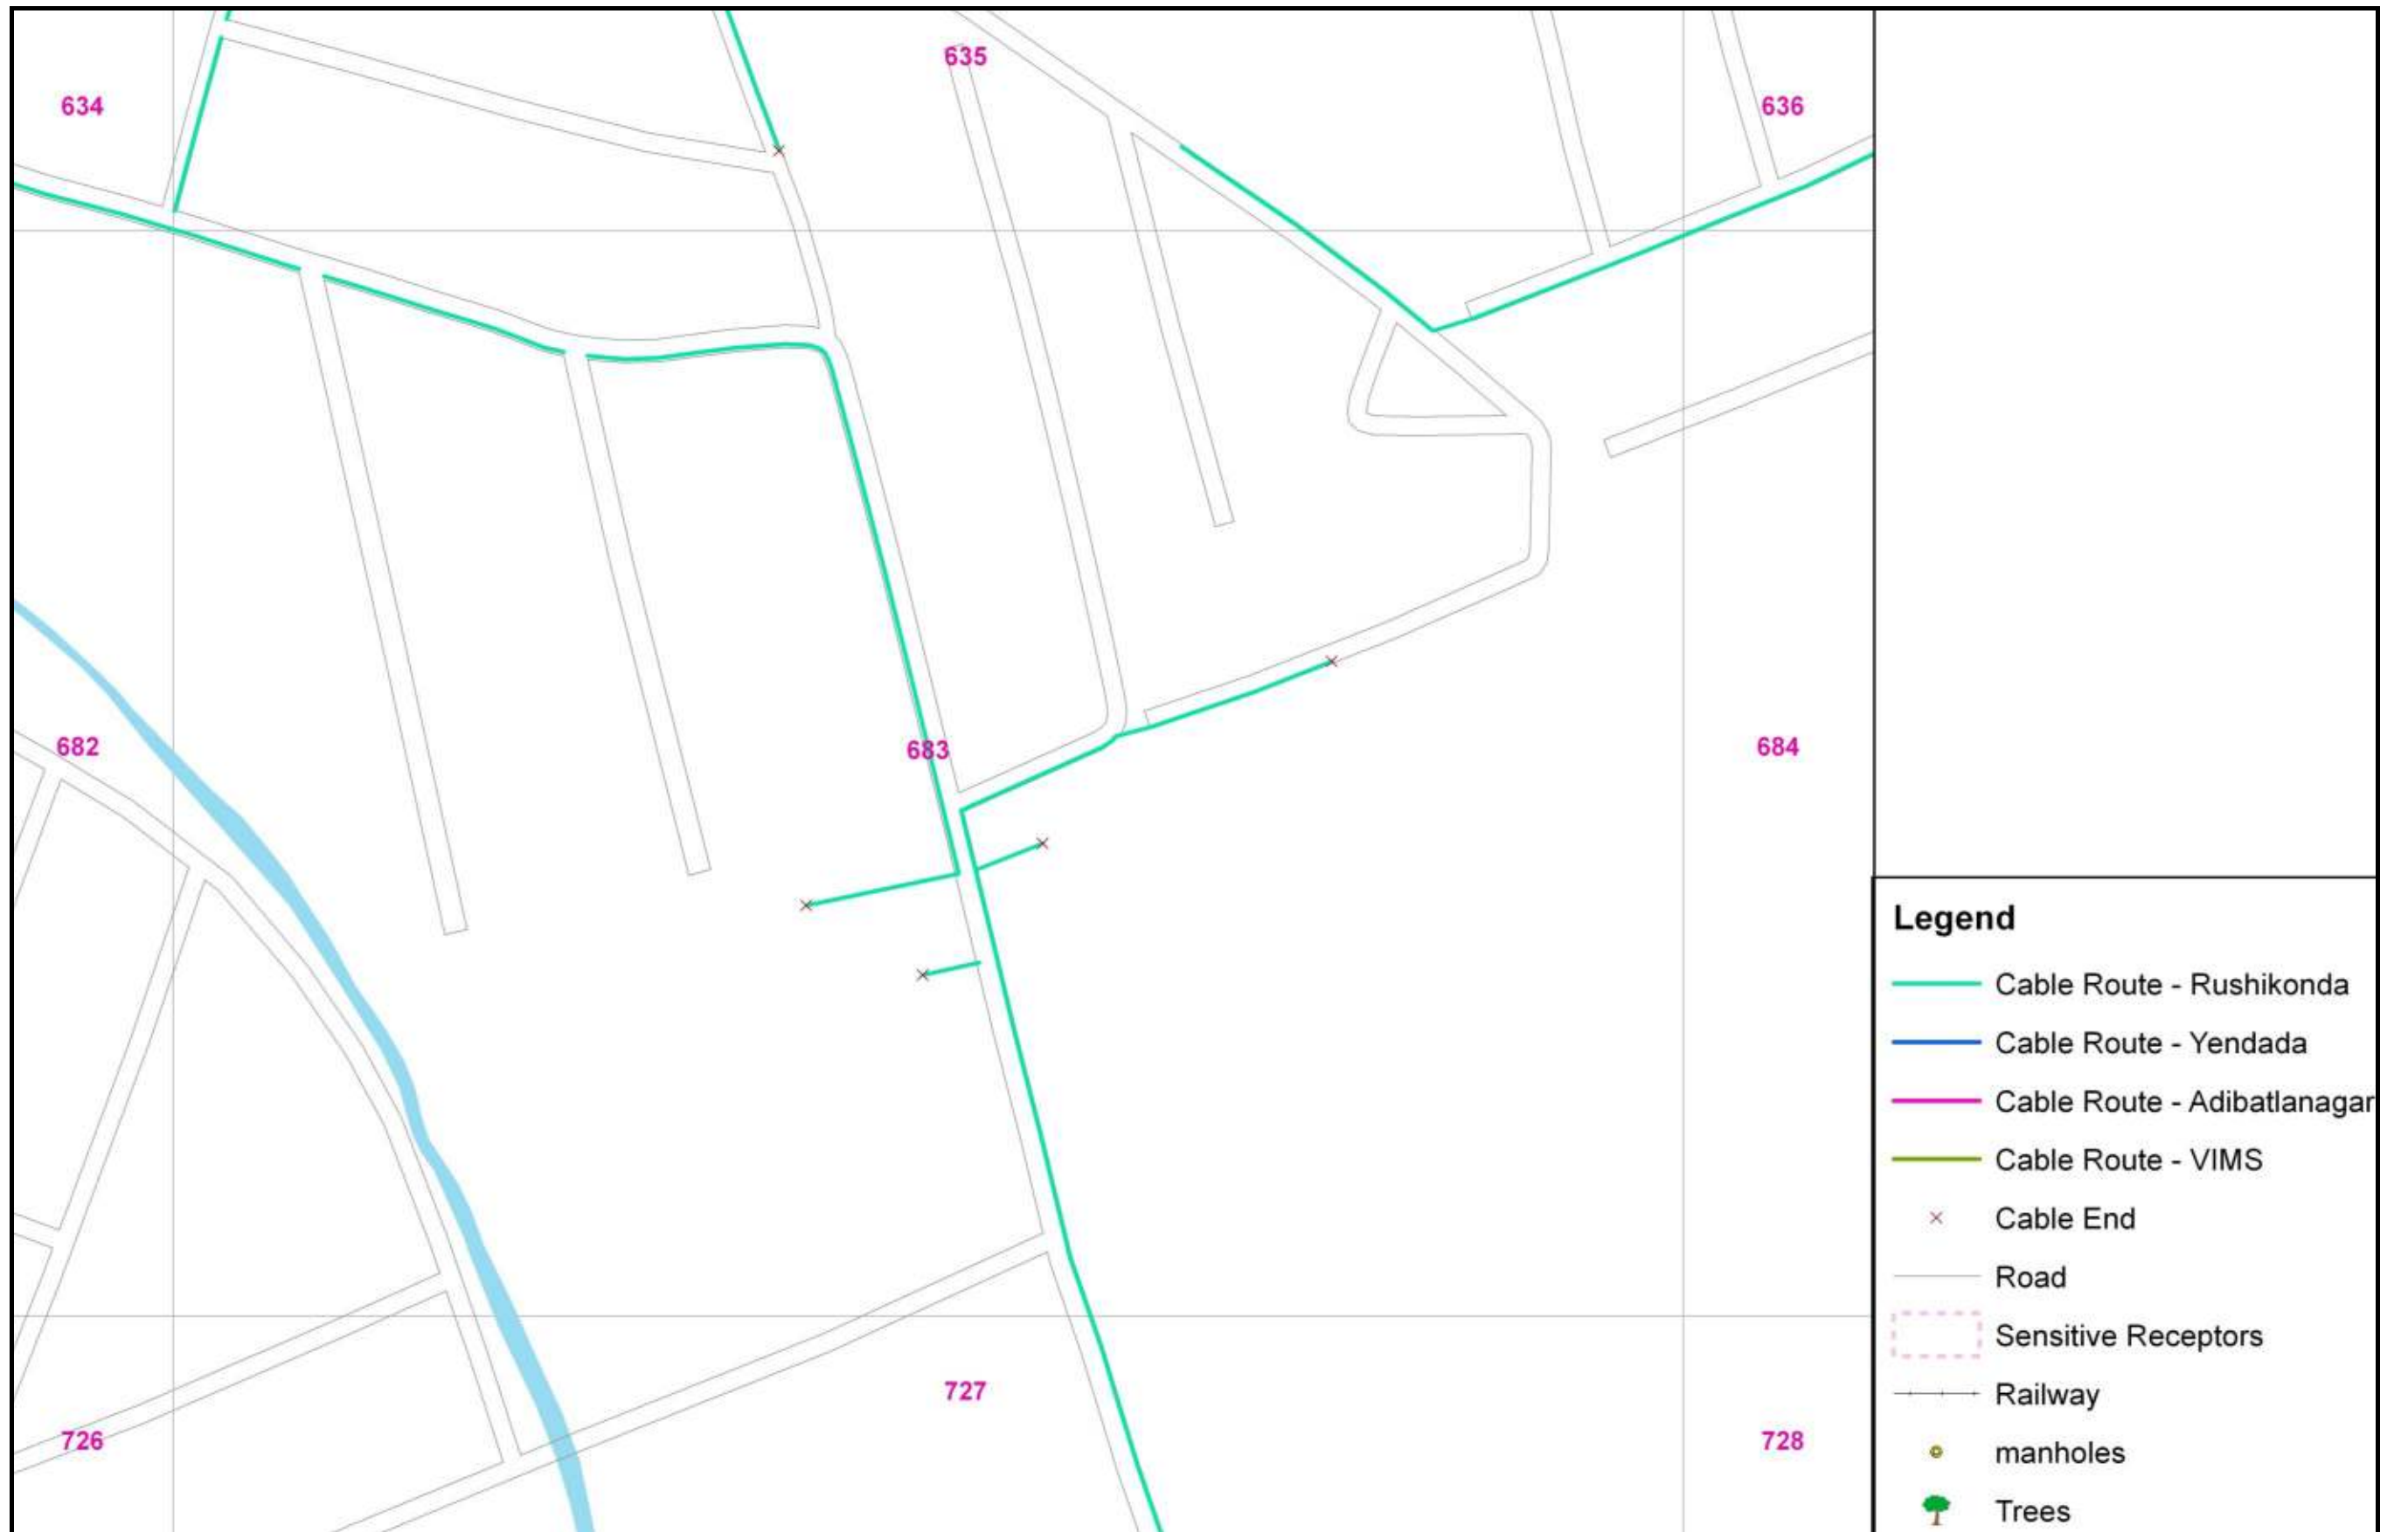 635
634
636
682
683
684
Legend
Cable Route - Rushikonda
Cable Route - Yendada
Cable Route - Adibatlanagar
Cable Route - VIMS
Cable End
Road
Sensitive Receptors
Railway
manholes
Trees
727
726
728